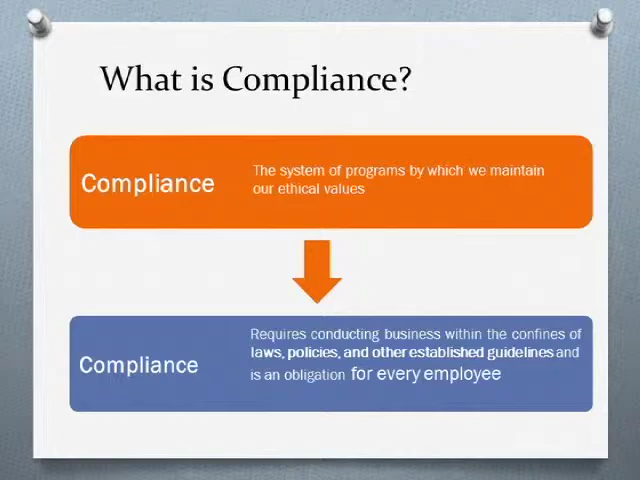 What is Compliance?
Compliance
The system of programs by which we maintain
our ethical values
Compliance
Requires conducting business within the confines of
laws, policies, and other established guidelines and
is an obligation for every employee